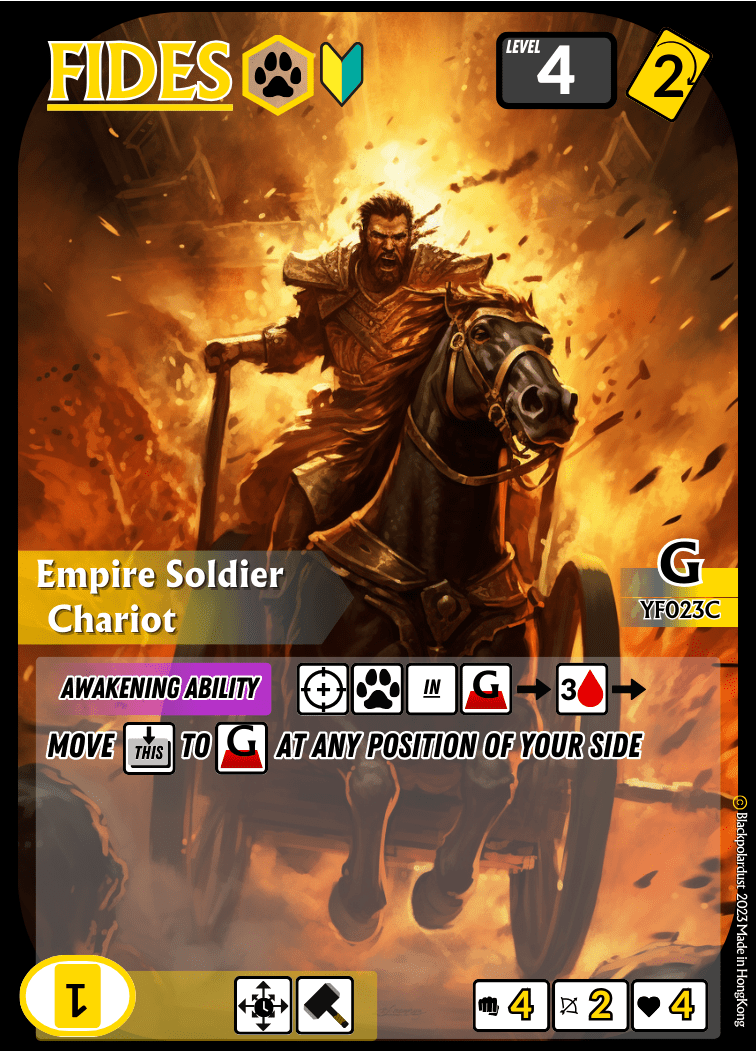 FIDES
LEVEL
4
2
Empire Soldier
Chariot
G
YF023C
AWAKENING ABILITY IN G 3
MOVE THIS TO G AT ANY POSITION OF YOUR SIDE
© Blackpolardust 2023 Made in HongKong
1
4 2 4